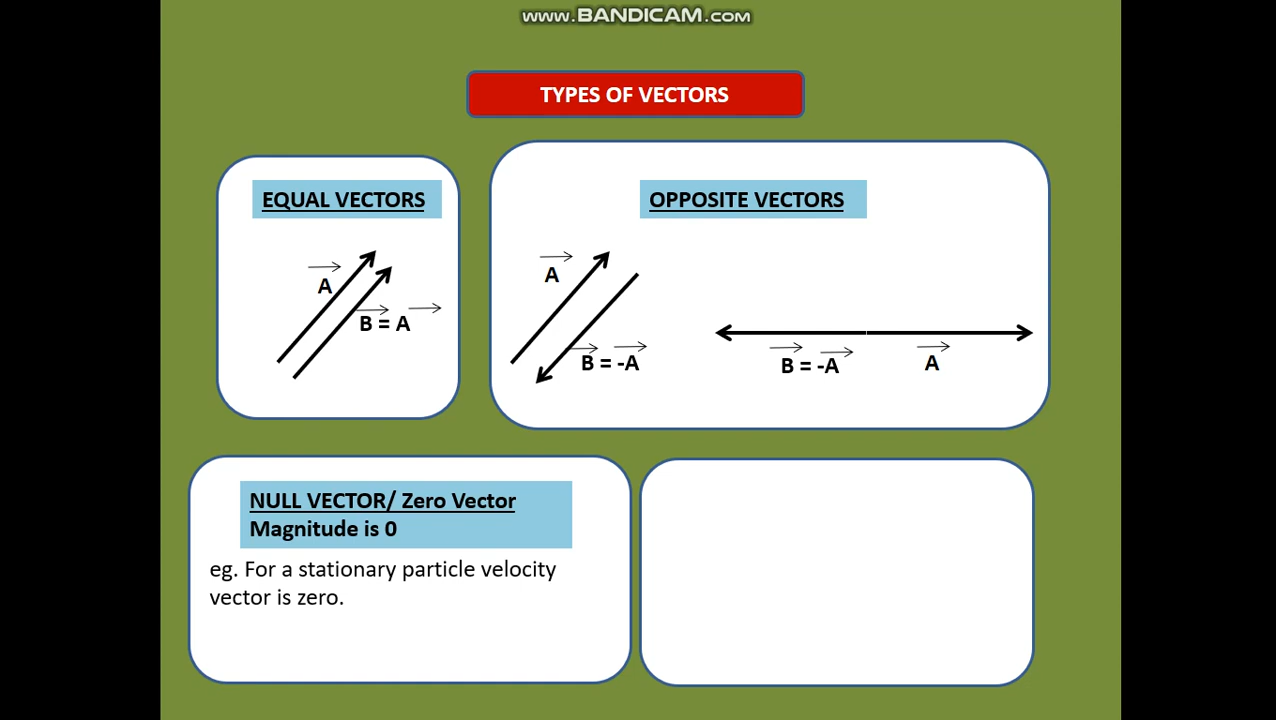 www.BANDICAM.com
TYPES OF VECTORS
EQUAL VECTORS
A
B = A
OPPOSITE VECTORS
A
B = -A
B = -A
A
NULL VECTOR/ Zero Vector
Magnitude is 0
eg. For a stationary particle velocity
vector is zero.